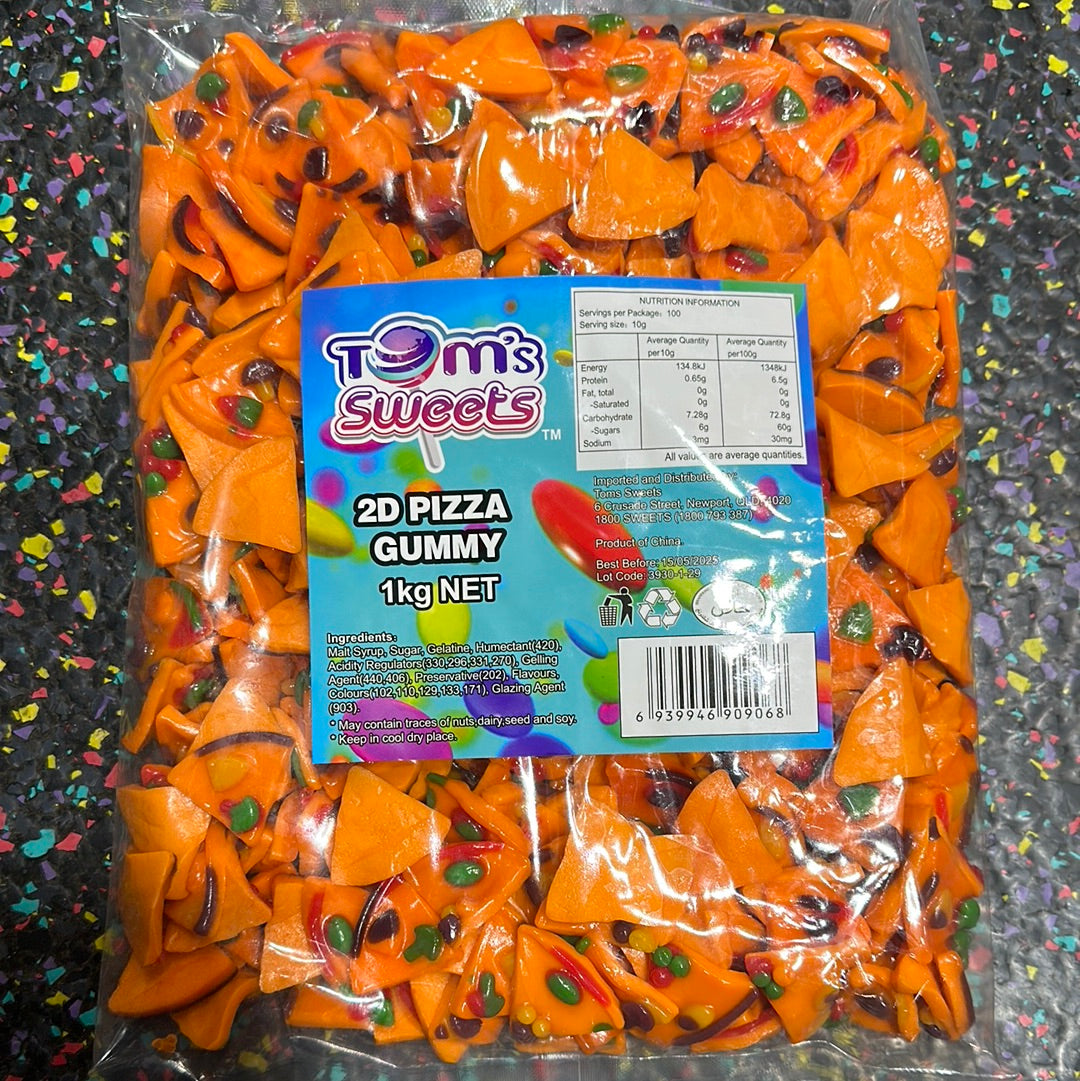 Tom's
Sweets
TM
2D PIZZA
GUMMY
1kg NET
Ingredients:
Malt Syrup, Sugar, Gelatine, Humectant(420),
Acidity Regulators(330,296,331,270), Gelling
Agent(440,406), Preservative(202), Flavours,
Colours(102,110,129,133,171), Glazing Agent
(903).
* May contain traces of nuts,dairy,seed and soy.
* Keep in cool dry place.
NUTRITION INFORMATION
Servings per Package: 100
Serving size: 10g
Average Quantity per10g Average Quantity per100g
Energy 134.8kJ 1348kJ
Protein 0.65g 6.5g
Fat, total 0g 0g
-Saturated 0g 0g
Carbohydrate 7.28g 72.8g
-Sugars 6g 60g
Sodium 3mg 30mg
All values are average quantities.
Imported and Distributed
Toms Sweets
6 Crusade Street, Newport, QLD, 4020
1800 SWEETS (1800 793 387)
Product of China.
Best Before: 15/05/2025
Lot Code: 3930-1-29
6 939946 909068